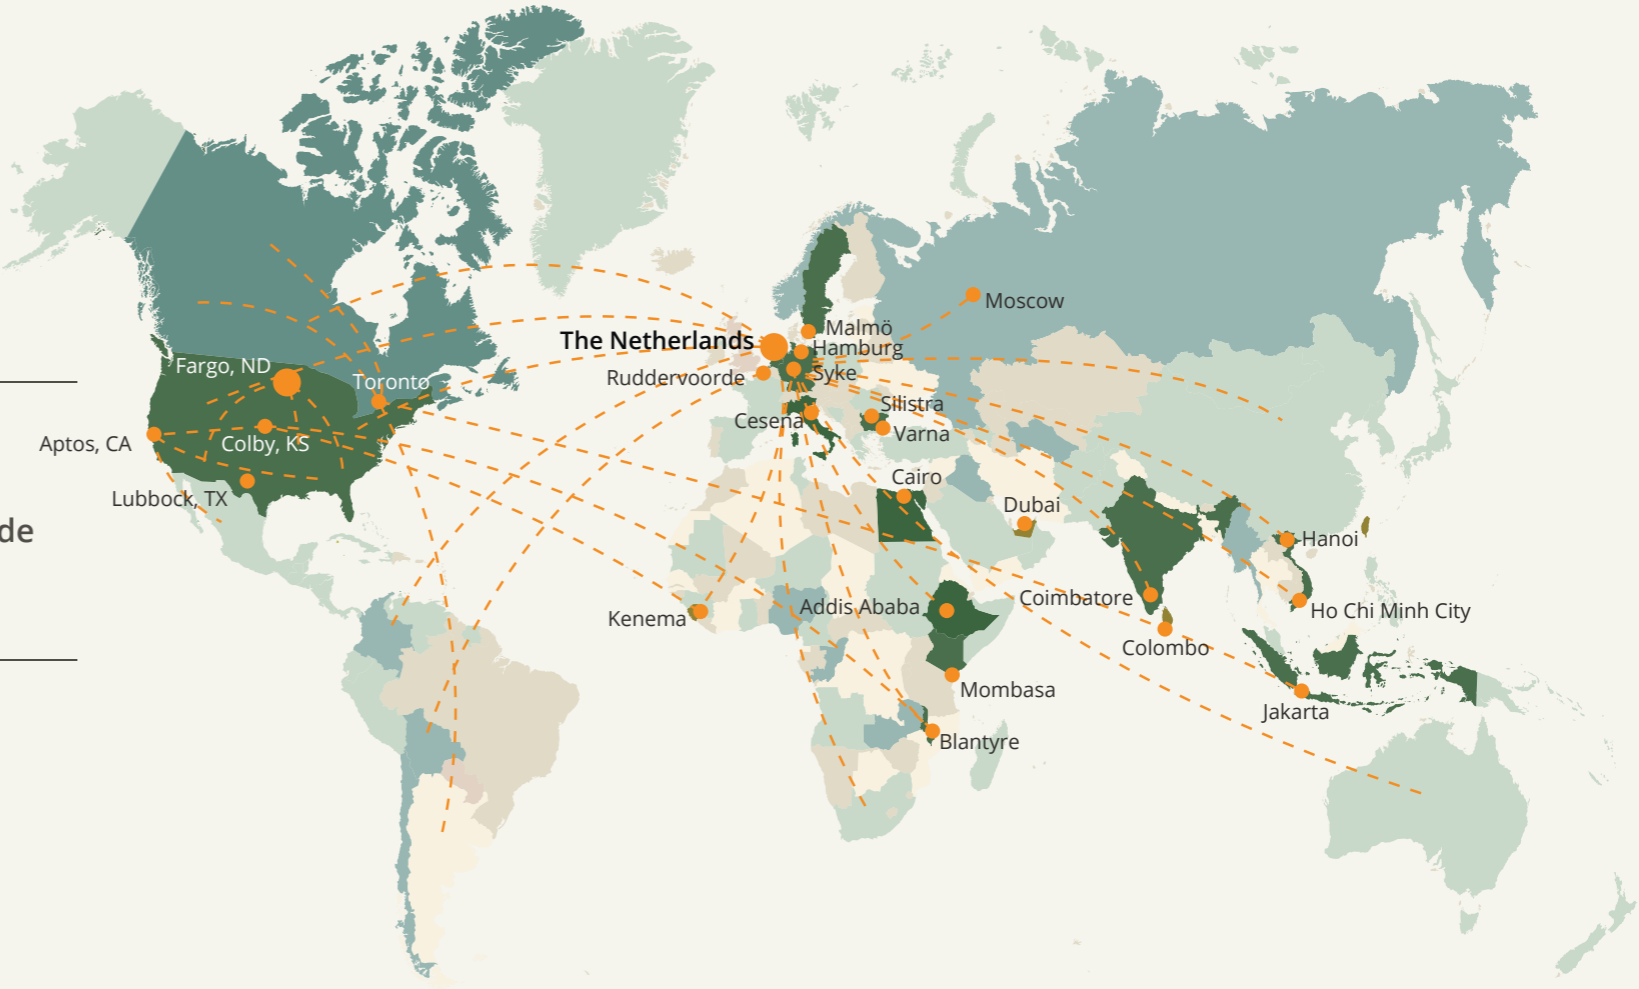 Moscow
Malmö
The Netherlands
Hamburg
Fargo, ND
Toronto
Ruddervoorde
Syke
Silistra
Cesena
Varna
Aptos, CA
Colby, KS
Cairo
Lubbock, TX
Dubai
de
Hanoi
Coimbatore
Addis Ababa
Kenema
Ho Chi Minh City
Colombo
Mombasa
Jakarta
Blantyre